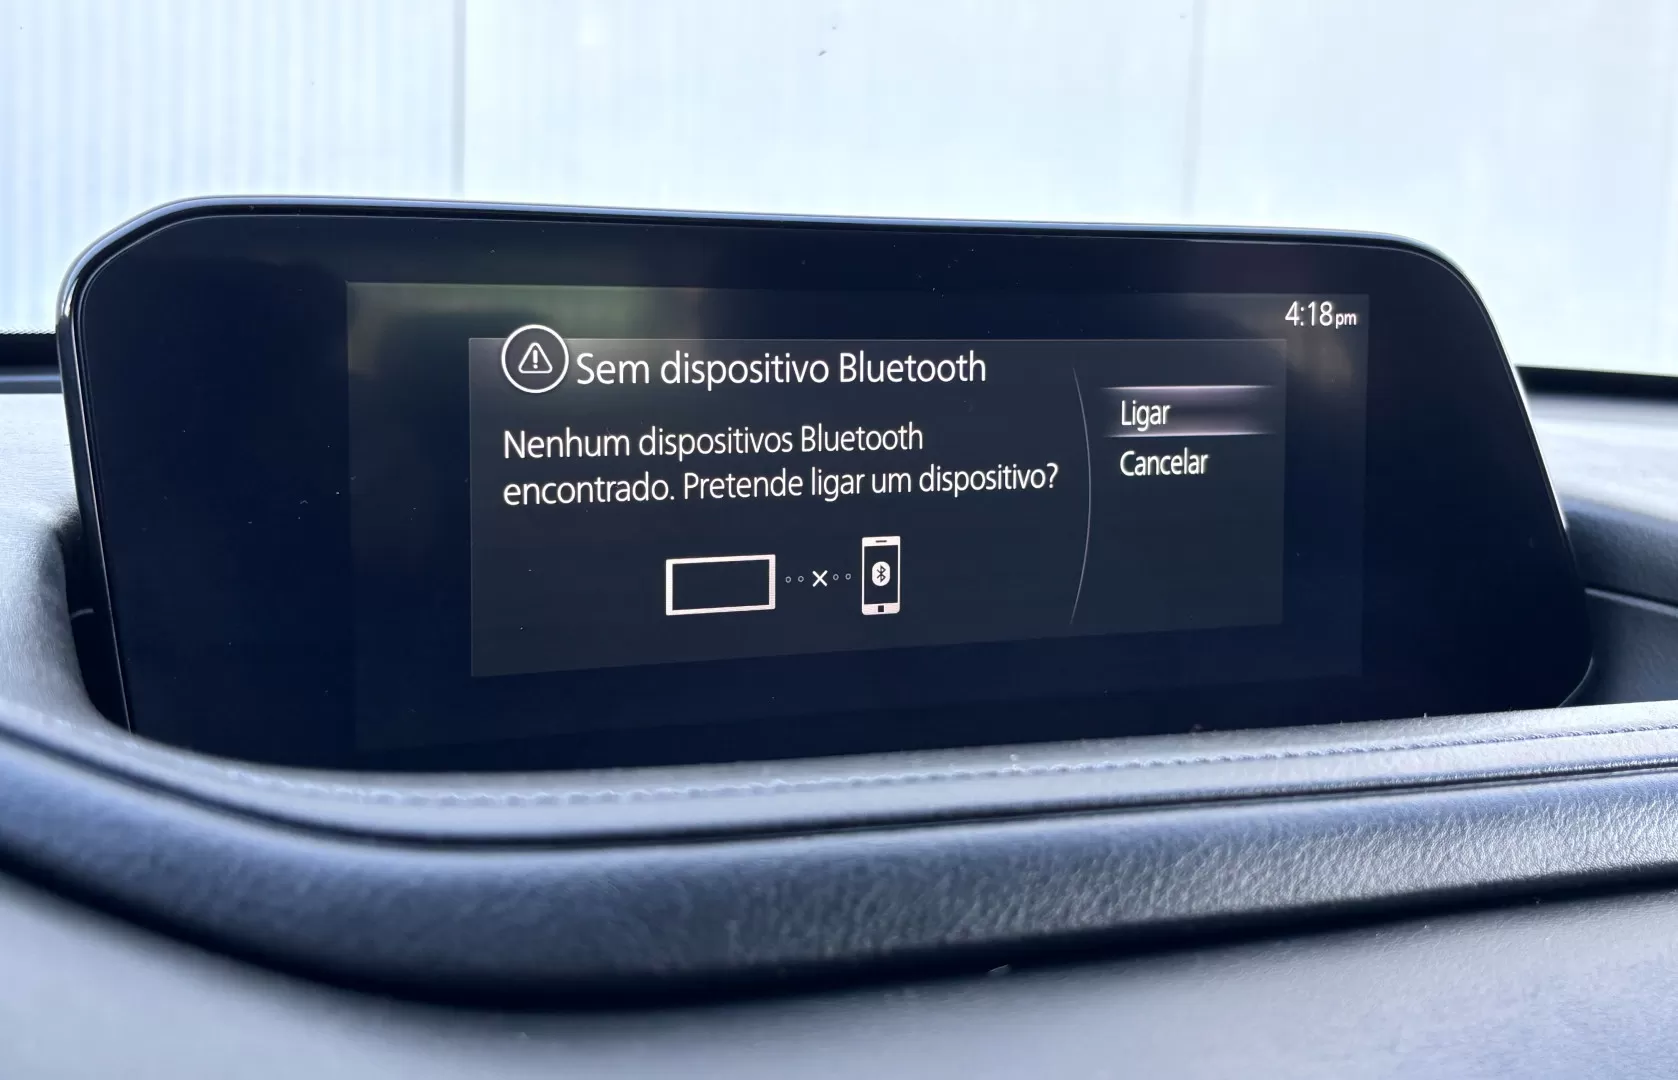 4:18pm
Sem dispositivo Bluetooth
Nenhum dispositivos Bluetooth
encontrado. Pretende ligar um dispositivo?
Ligar
Cancelar